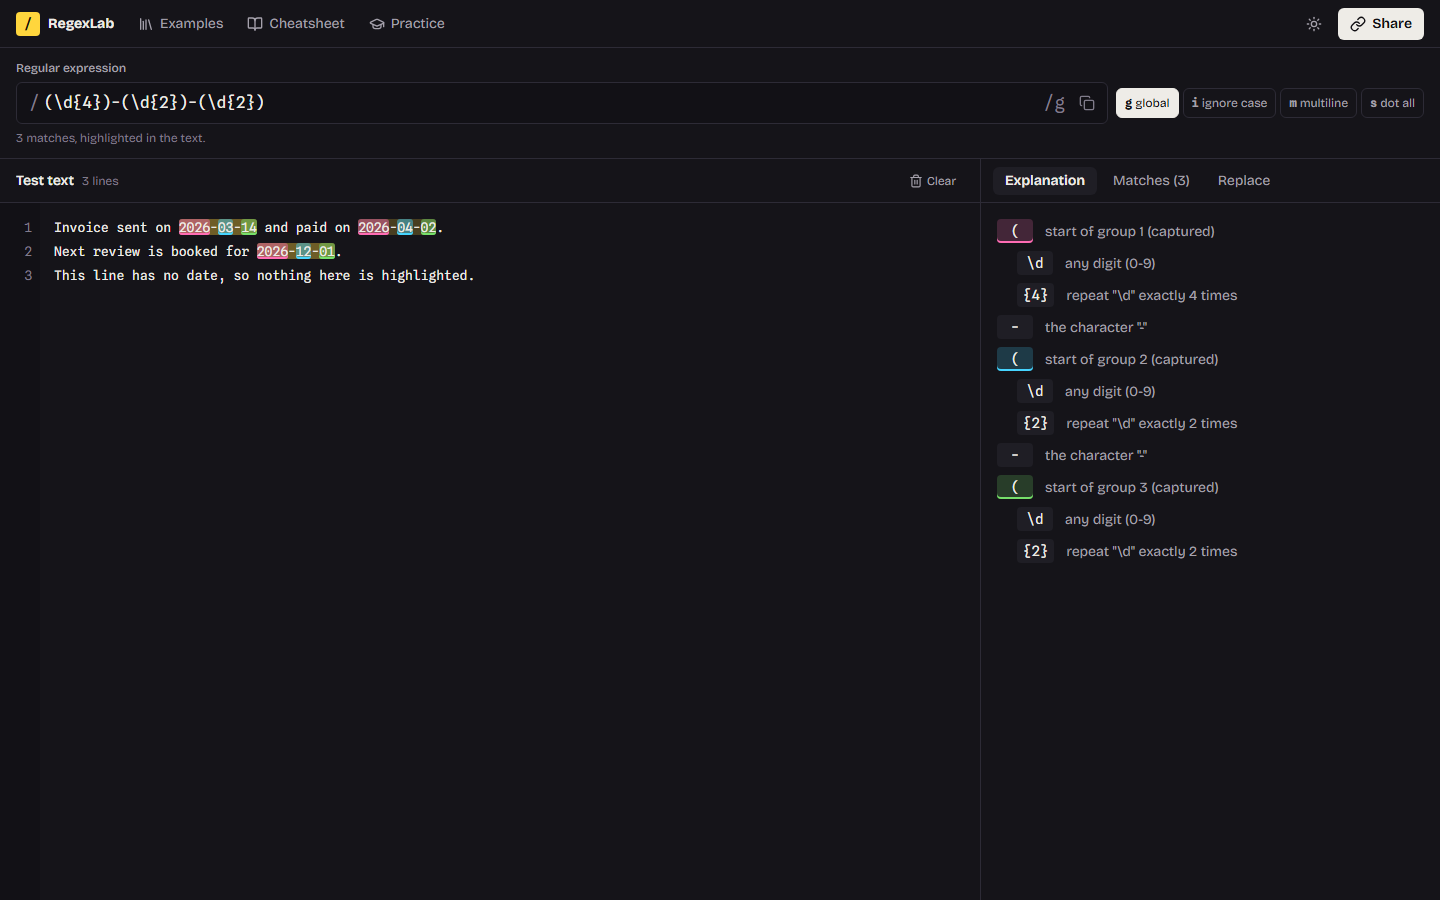 / RegexLab Examples Cheatsheet Practice Share
Regular expression
/ (\d{4})-(\d{2})-(\d{2}) /g g global i ignore case m multiline s dot all
3 matches, highlighted in the text.
Test text 3 lines Clear
1 Invoice sent on 2026-03-14 and paid on 2026-04-02.
2 Next review is booked for 2026-12-01.
3 This line has no date, so nothing here is highlighted.
Explanation Matches (3) Replace
( start of group 1 (captured)
\d any digit (0-9)
{4} repeat "\d" exactly 4 times
- the character "-"
( start of group 2 (captured)
\d any digit (0-9)
{2} repeat "\d" exactly 2 times
- the character "-"
( start of group 3 (captured)
\d any digit (0-9)
{2} repeat "\d" exactly 2 times